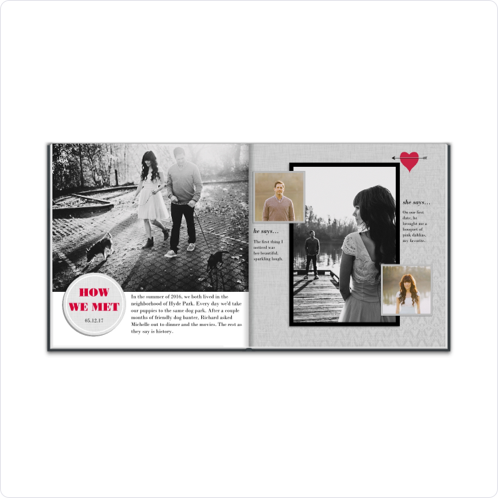 HOW
WE MET
05.12.17
In the summer of 2016, we both lived in the
neighborhood of Hyde Park. Every day we'd take
our puppies to the same dog park. After a couple
months of friendly dog banter, Richard asked
Michelle out to dinner and the movies. The rest as
they say is history.
he says...
The first thing I
noticed was
her beautiful,
sparkling laugh.
she says...
On our first
date, he
brought me a
bouquet of
pink dahlias,
my favorite.